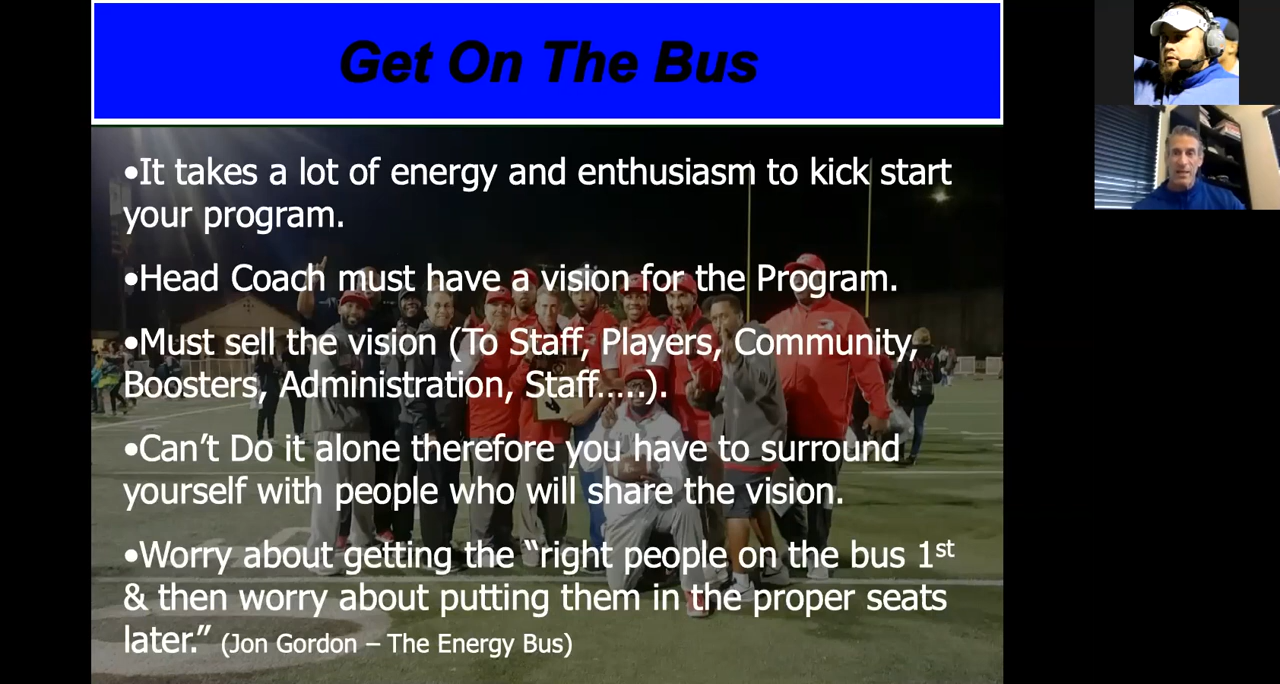 Get On The Bus
•It takes a lot of energy and enthusiasm to kick start
your program.
•Head Coach must have a vision for the Program.
•Must sell the vision (To Staff, Players, Community,
Boosters, Administration, Staff…..).
•Can’t Do it alone therefore you have to surround
yourself with people who will share the vision.
•Worry about getting the “right people on the bus 1st
& then worry about putting them in the proper seats
later.” (Jon Gordon – The Energy Bus)